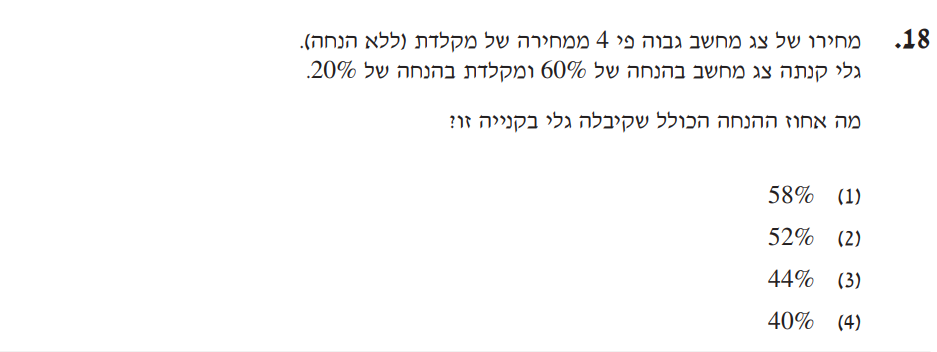 18. מחירו של צג מחשב גבוה פי 4 ממחירה של מקלדת (ללא הנחה).
גלי קנתה צג מחשב בהנחה של 60% ומקלדת בהנחה של 20%.
מה אחוז ההנחה הכולל שקיבלה גלי בקנייה זו?
(1) 58%
(2) 52%
(3) 44%
(4) 40%